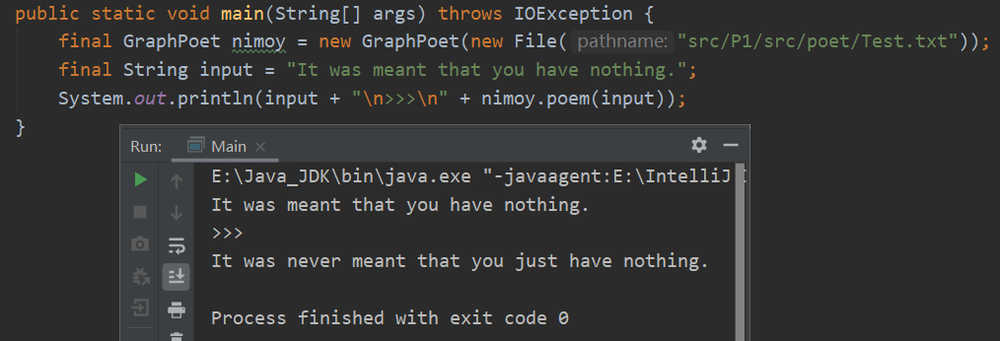 public static void main(String[] args) throws IOException {
final GraphPoet nimoy = new GraphPoet(new File( pathname: "src/P1/src/poet/Test.txt"));
final String input = "It was meant that you have nothing.";
System.out.println(input + "\n>>>\n" + nimoy.poem(input));
}
Run: Main
E:\Java_JDK\bin\java.exe "-javaagent:E:\IntelliJ
It was meant that you have nothing.
>>>
It was never meant that you just have nothing.
Process finished with exit code 0